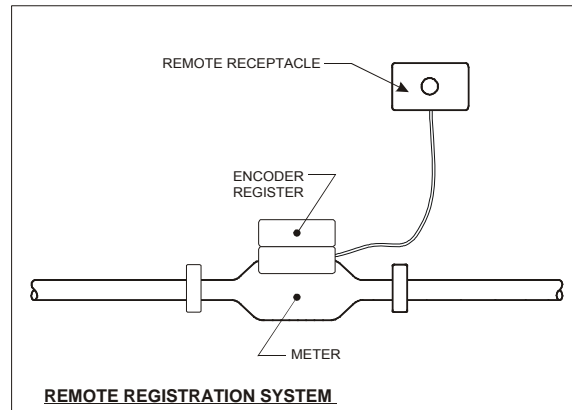 REMOTE RECEPTACLE
ENCODER
REGISTER
METER
REMOTE REGISTRATION SYSTEM